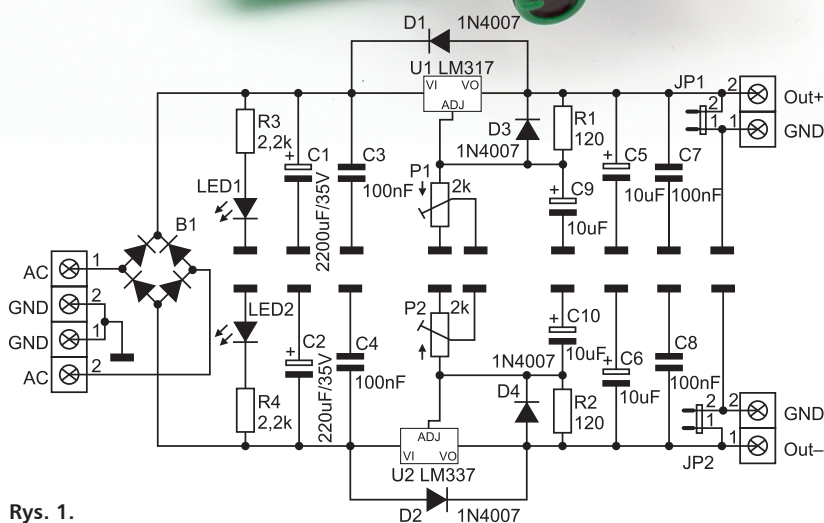 D1 1N4007
U1 LM317
VI VO
ADJ
JP1
2
2
Out+
1
1
GND
R3
2,2k
LED1
+
C1
2200uF/35V
C3
100nF
D3
1N4007
R1
120
P1
2k
+
C9
10uF
+
C5
10uF
C7
100nF
B1
AC
1
GND
2
GND
1
AC
2
LED2
R4
2,2k
+
C2
220uF/35V
C4
100nF
P2
2k
+
C10
10uF
1N4007
D4
R2
120
+
C6
10uF
C8
100nF
ADJ
VI VO
U2 LM337
2
2
GND
1
1
Out–
JP2
D2 1N4007
Rys. 1.